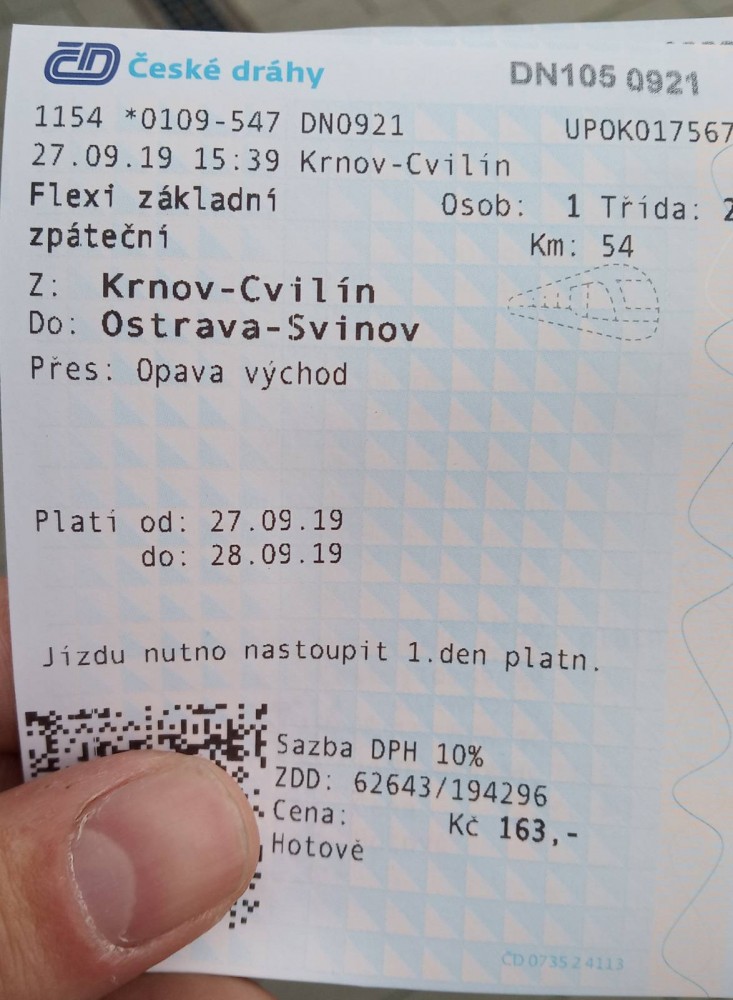 ČD České dráhy DN105 0921
1154 *0109-547 DN0921 UPOK017567
27.09.19 15:39 Krnov-Cvilín
Flexi základní Osob: 1 Třída: 2
zpáteční Km: 54
Z: Krnov-Cvilín
Do: Ostrava-Svinov
Přes: Opava východ
Platí od: 27.09.19
do: 28.09.19
Jízdu nutno nastoupit 1.den platn.
Sazba DPH 10%
ZDD: 62643/194296
Cena: Kč 163,-
Hotově
ČD 0735 2 4113